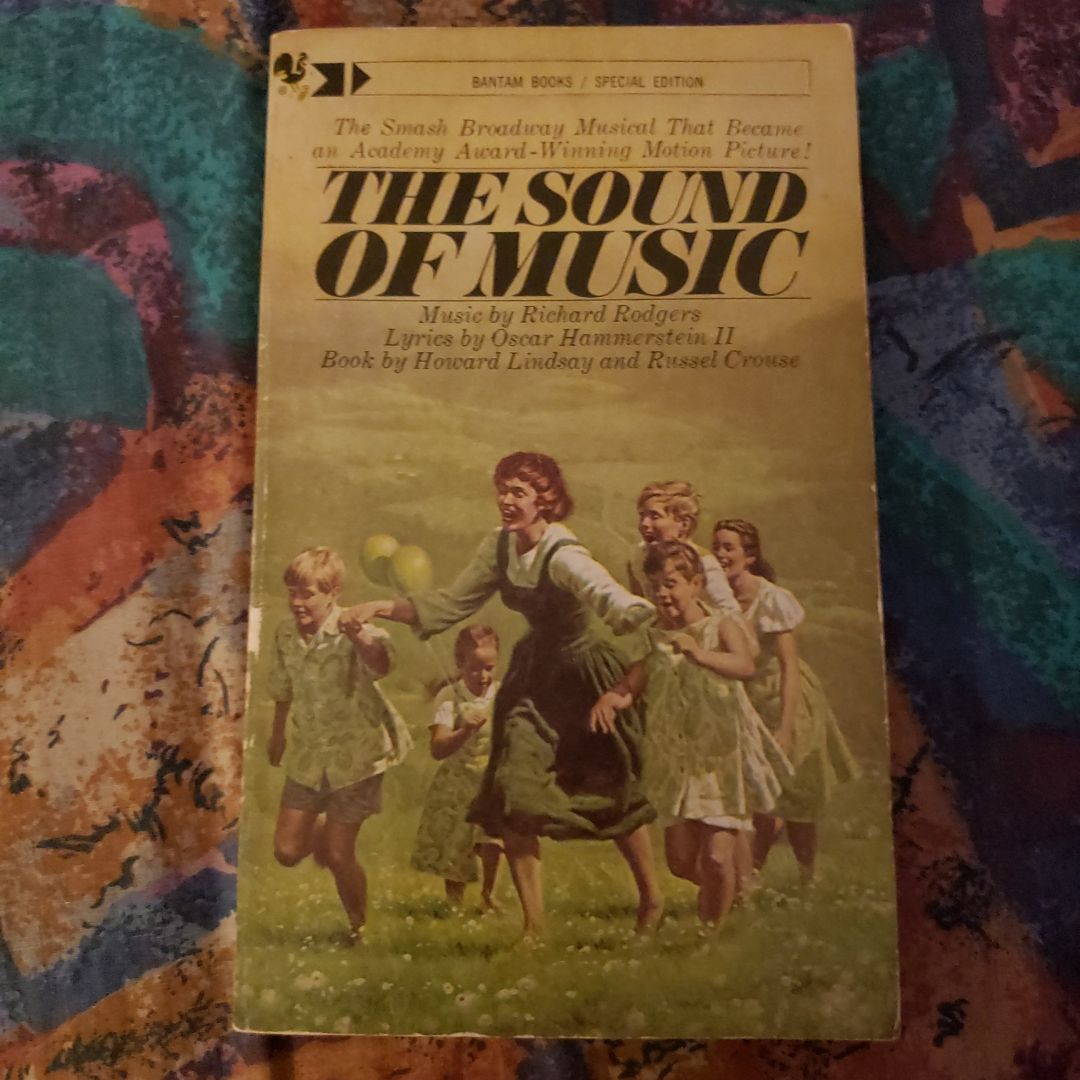 BANTAM BOOKS / SPECIAL EDITION
The Smash Broadway Musical That Became
an Academy Award-Winning Motion Picture!
THE SOUND
OF MUSIC
Music by Richard Rodgers
Lyrics by Oscar Hammerstein II
Book by Howard Lindsay and Russel Crouse